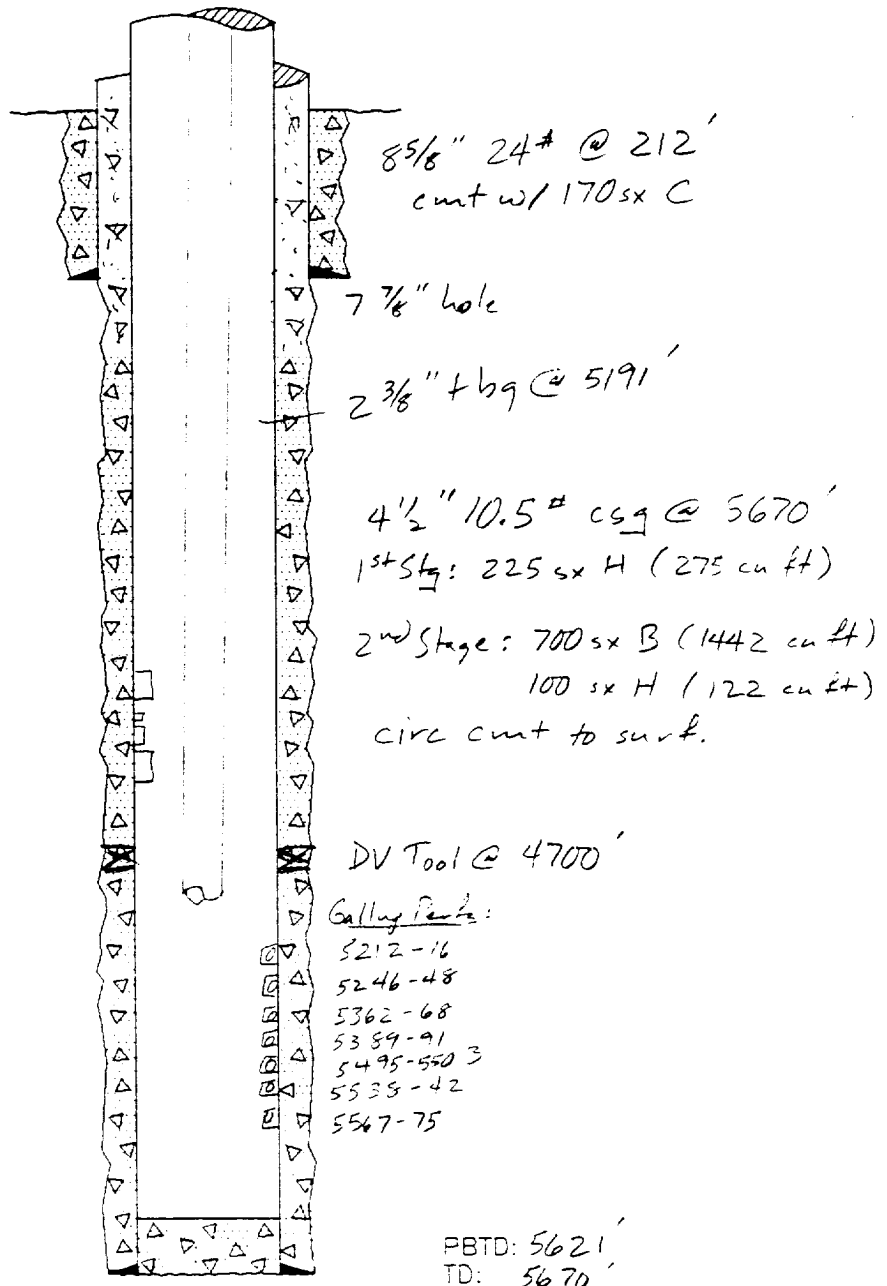 8 5/8" 24# @ 212'
cmt w/ 170 sx C
7 7/8" hole
2 3/8" tbg @ 5191'
4 1/2" 10.5# csg @ 5670'
1st Stg: 225 sx H (275 cu ft)
2nd Stage: 700 sx B (1442 cu ft)
100 sx H (122 cu ft)
circ cmt to surf.
DV Tool @ 4700'
Gallup Perfs:
5212-16
5246-48
5362-68
5389-91
5495-5503
5538-42
5567-75
PBTD: 5621'
TD: 5670'